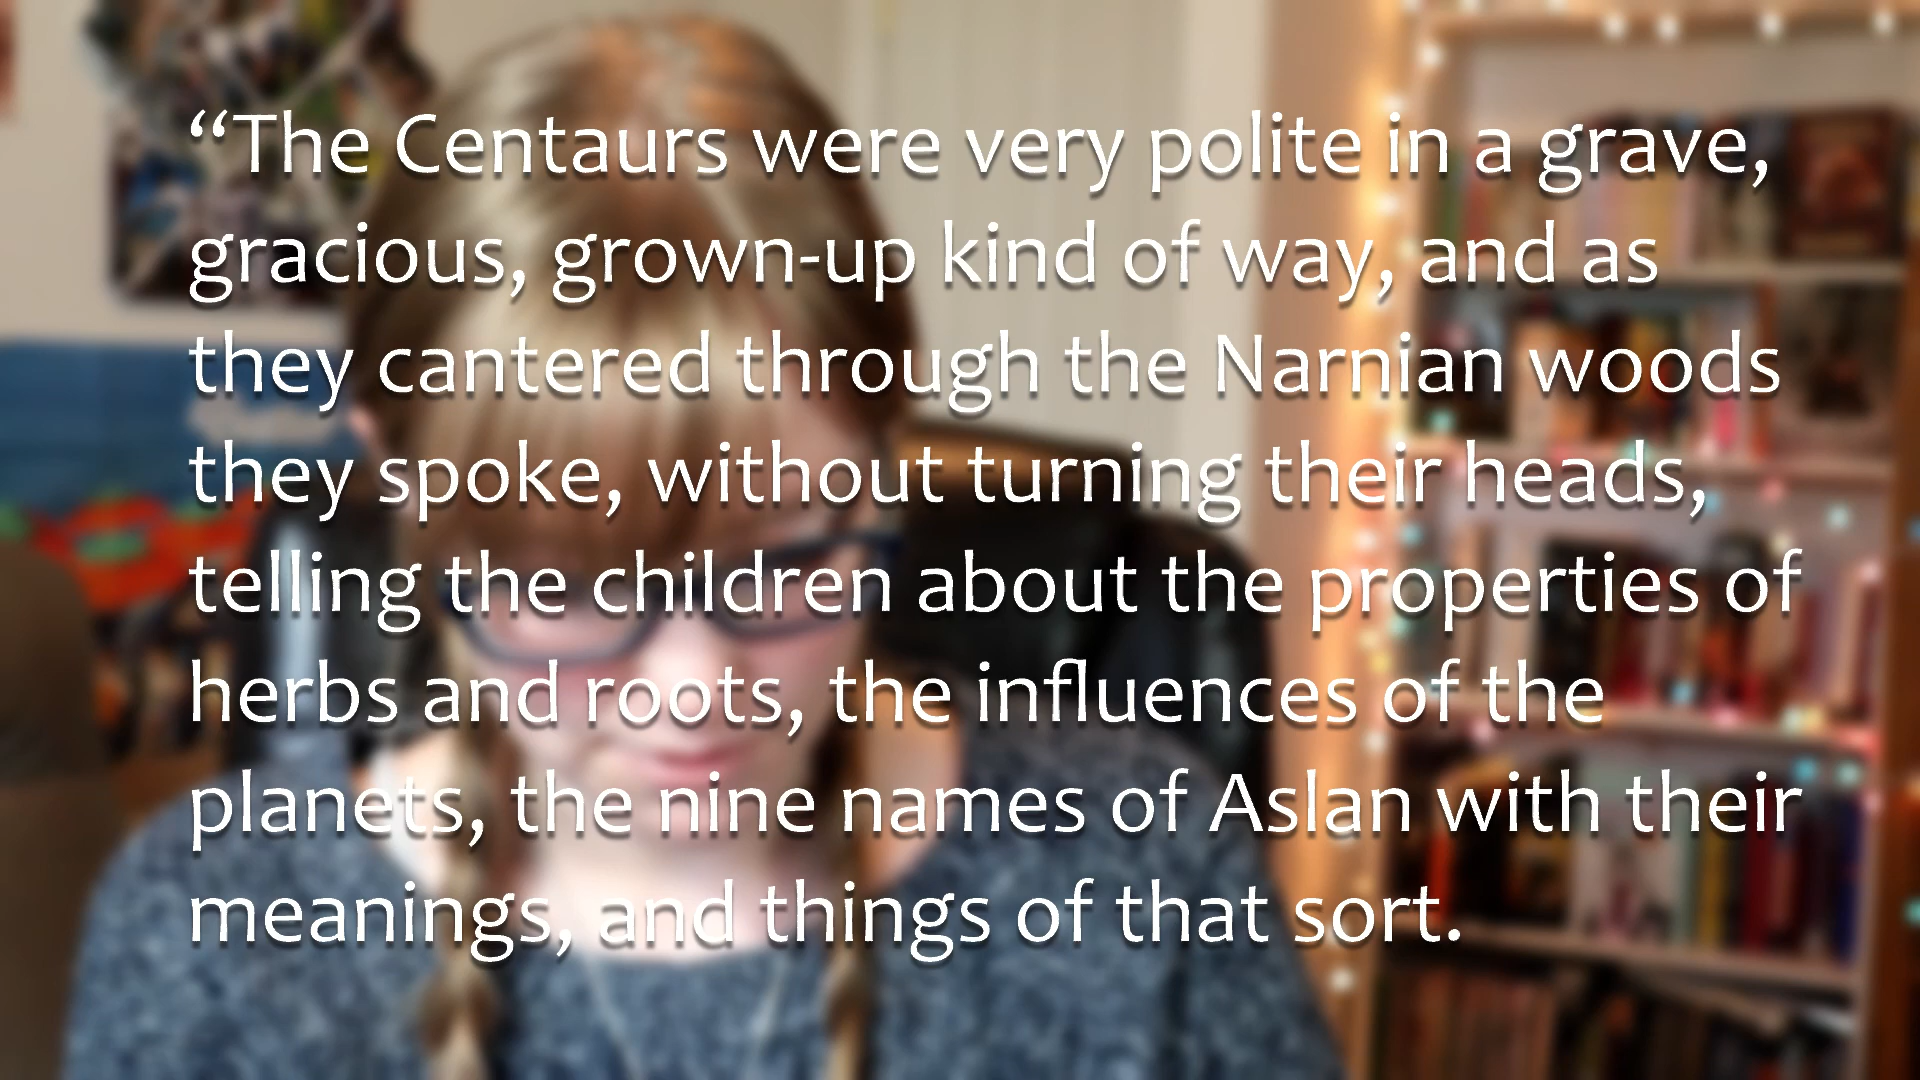 “The Centaurs were very polite in a grave,
gracious, grown-up kind of way, and as
they cantered through the Narnian woods
they spoke, without turning their heads,
telling the children about the properties of
herbs and roots, the influences of the
planets, the nine names of Aslan with their
meanings, and things of that sort.